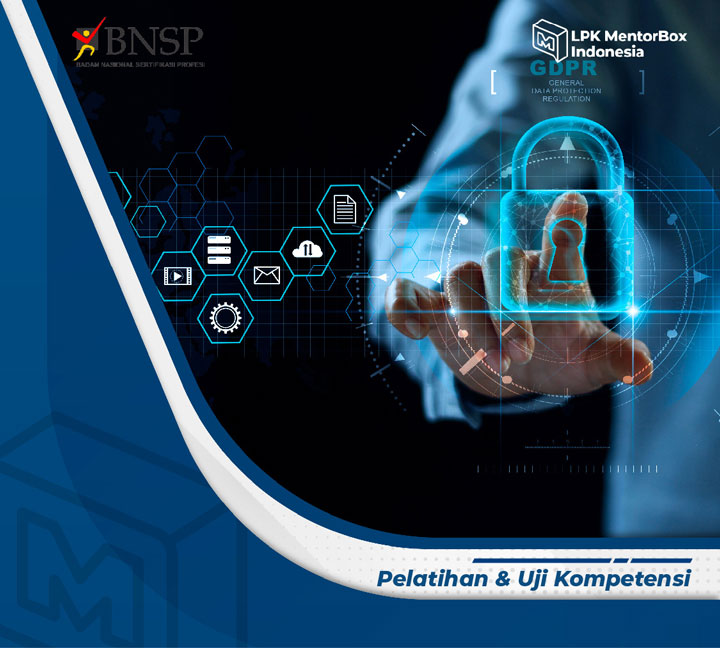 BNSP
BADAN NASIONAL SERTIFIKASI PROFESI
LPK MentorBox
Indonesia
GDPR
GENERAL
DATA PROTECTION
REGULATION
Pelatihan & Uji Kompetensi